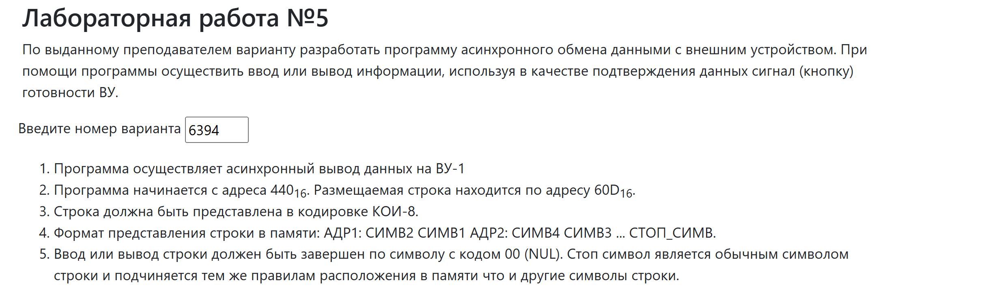 Лабораторная работа №5
По выданному преподавателем варианту разработать программу асинхронного обмена данными с внешним устройством. При
помощи программы осуществить ввод или вывод информации, используя в качестве подтверждения данных сигнал (кнопку)
готовности ВУ.
Введите номер варианта 6394
1. Программа осуществляет асинхронный вывод данных на ВУ-1
2. Программа начинается с адреса 440₁₆. Размещаемая строка находится по адресу 60D₁₆.
3. Строка должна быть представлена в кодировке КОИ-8.
4. Формат представления строки в памяти: АДР1: СИМВ2 СИМВ1 АДР2: СИМВ4 СИМВ3 ... СТОП_СИМВ.
5. Ввод или вывод строки должен быть завершен по символу с кодом 00 (NUL). Стоп символ является обычным символом
строки и подчиняется тем же правилам расположения в памяти что и другие символы строки.